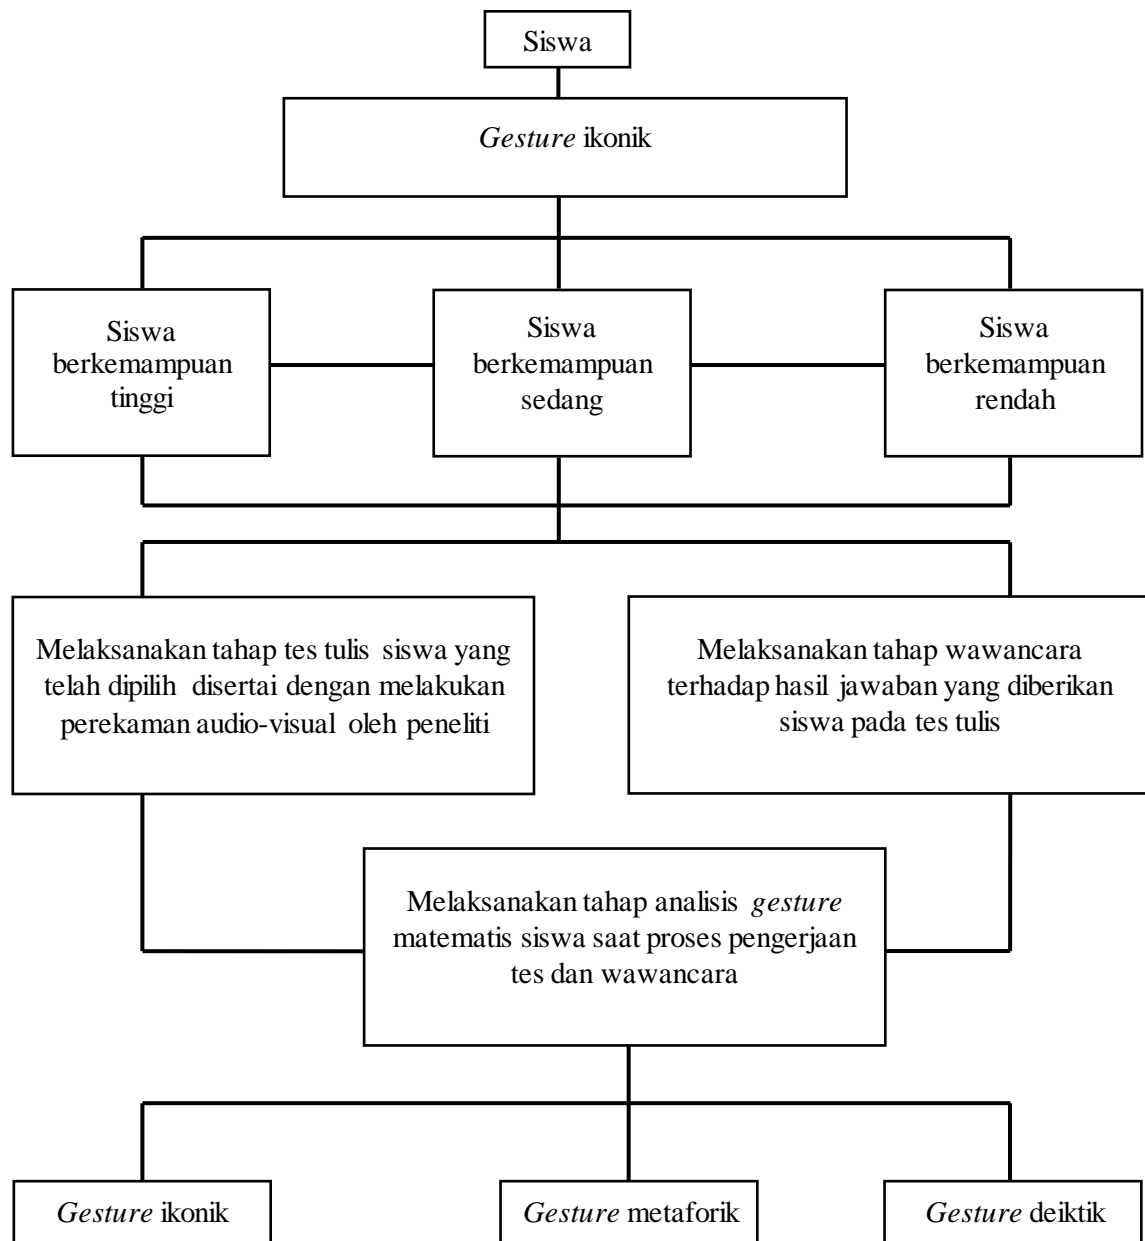 Siswa
Gesture ikonik
Siswa
berkemampuan
tinggi
Siswa
berkemampuan
sedang
Siswa
berkemampuan
rendah
Melaksanakan tahap tes tulis siswa yang
telah dipilih disertai dengan melakukan
perekaman audio-visual oleh peneliti
Melaksanakan tahap wawancara
terhadap hasil jawaban yang diberikan
siswa pada tes tulis
Melaksanakan tahap analisis gesture
matematis siswa saat proses pengerjaan
tes dan wawancara
Gesture ikonik
Gesture metaforik
Gesture deiktik